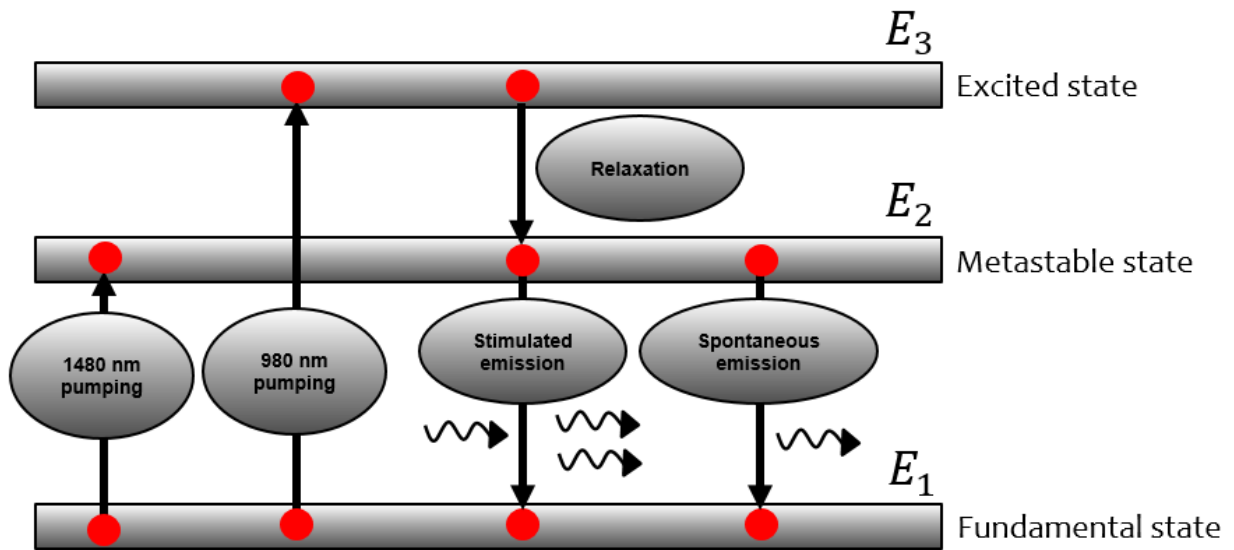 E₃
Excited state
Relaxation
E₂
Metastable state
1480 nm
pumping
980 nm
pumping
Stimulated
emission
Spontaneous
emission
E₁
Fundamental state